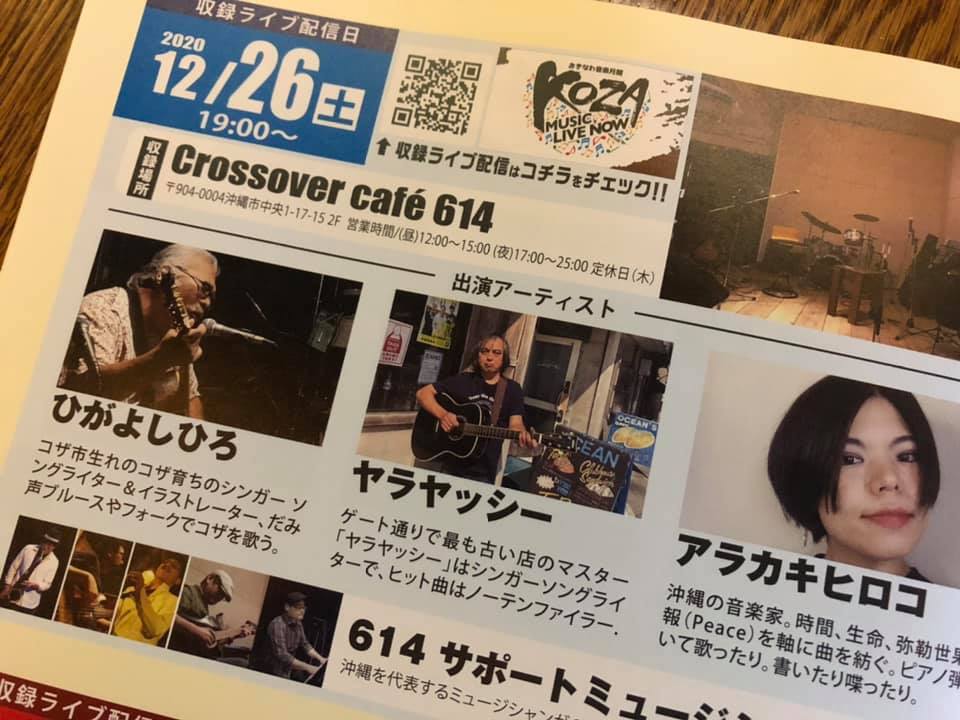 収録ライブ配信日
2020
12/26土
19:00〜
おきなわ音楽月間
KOZA
MUSIC
LIVE NOW
↑収録ライブ配信はコチラをチェック!!
収録場所
Crossover café 614
〒904-0004沖縄市中央1-17-15 2F 営業時間/(昼)12:00〜15:00 (夜)17:00〜25:00 定休日(木)
出演アーティスト
ひがよしひろ
コザ市生れのコザ育ちのシンガー ソ
ングライター＆イラストレーター、だみ
声ブルースやフォークでコザを歌う。
OCEAN'S
OCEAN
ヤラヤッシー
ゲート通りで最も古い店のマスター
「ヤラヤッシー」はシンガーソングライ
ターで、ヒット曲はノーテンファイラー.
アラカキヒロコ
沖縄の音楽家。時間、生命、弥勒世果
報(Peace)を軸に曲を紡ぐ。ピアノ弾
いて歌ったり。書いたり喋ったり。
614 サポートミュージシ
沖縄を代表するミュージシャンが
収録ライブ配信